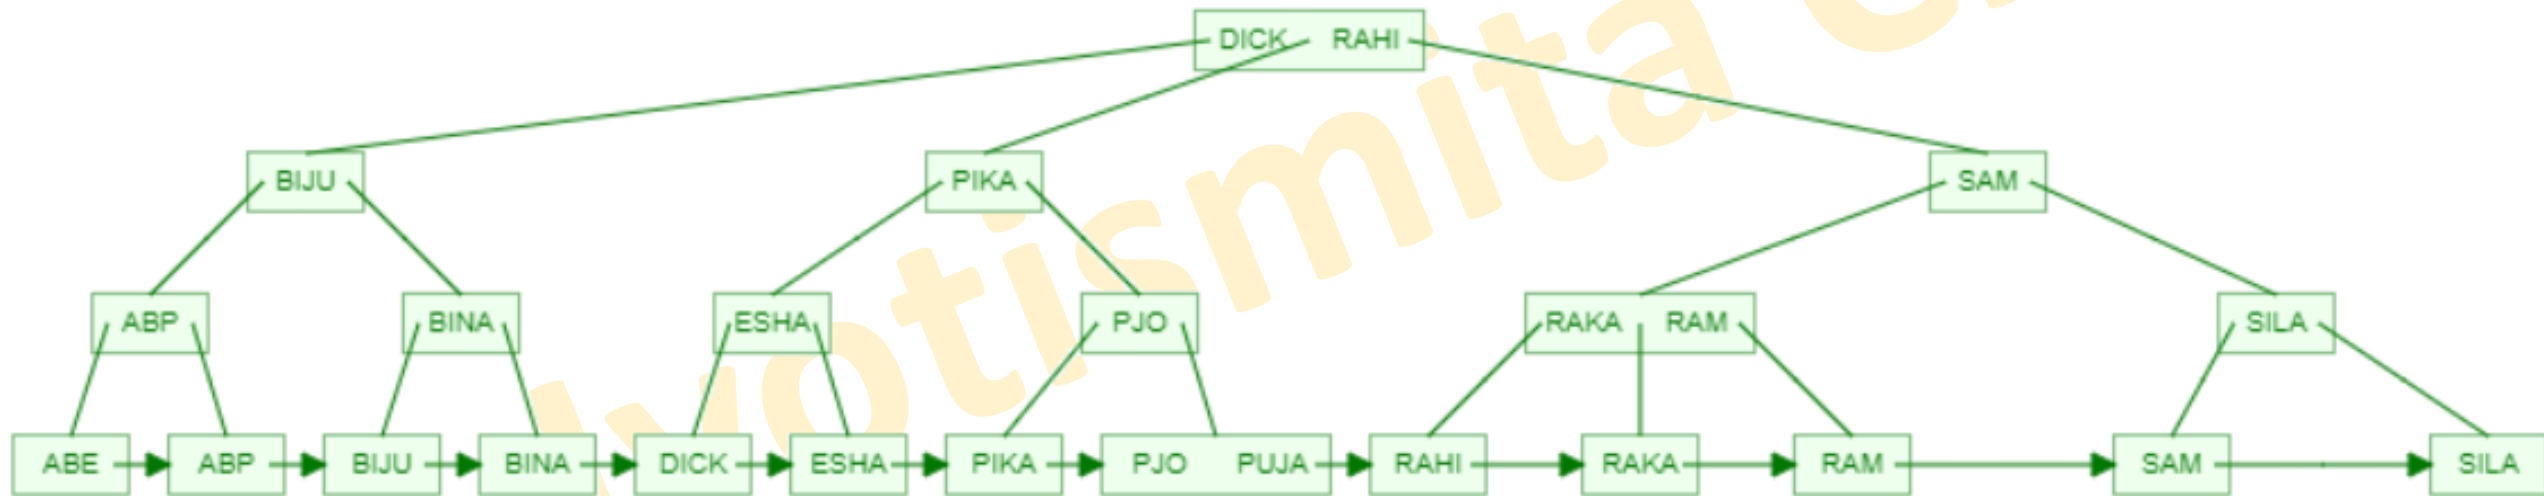 DICK RAHI
BIJU PIKA SAM
ABP BINA ESHA PJO RAKA RAM SILA
ABE ABP BIJU BINA DICK ESHA PIKA PJO PUJA RAHI RAKA RAM SAM SILA
yotismita